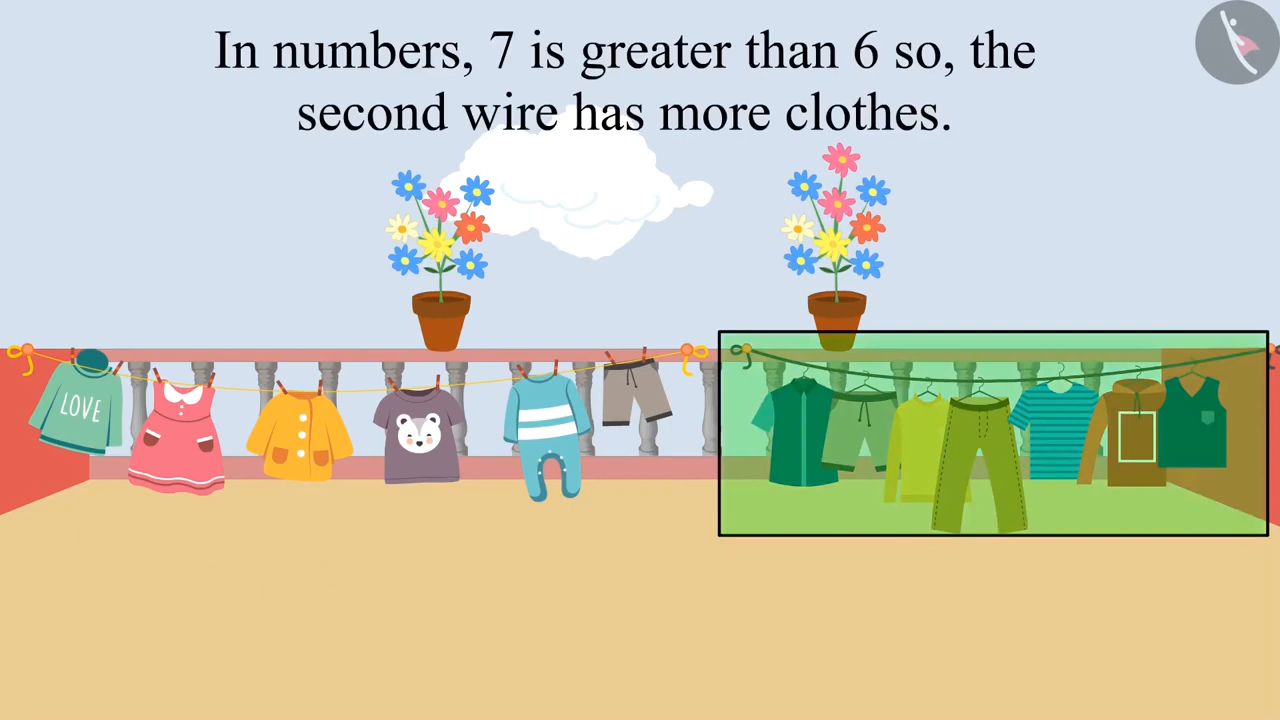 In numbers, 7 is greater than 6 so, the
second wire has more clothes.
LOVE